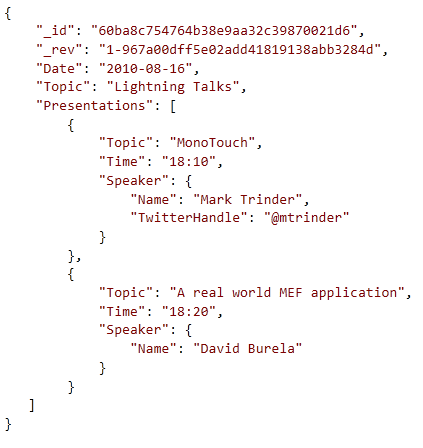 {
    "_id": "60ba8c754764b38e9aa32c39870021d6",
    "_rev": "1-967a00dff5e02add41819138abb3284d",
    "Date": "2010-08-16",
    "Topic": "Lightning Talks",
    "Presentations": [
        {
            "Topic": "MonoTouch",
            "Time": "18:10",
            "Speaker": {
                "Name": "Mark Trinder",
                "TwitterHandle": "@mtrinder"
            }
        },
        {
            "Topic": "A real world MEF application",
            "Time": "18:20",
            "Speaker": {
                "Name": "David Burela"
            }
        }
   ]
}